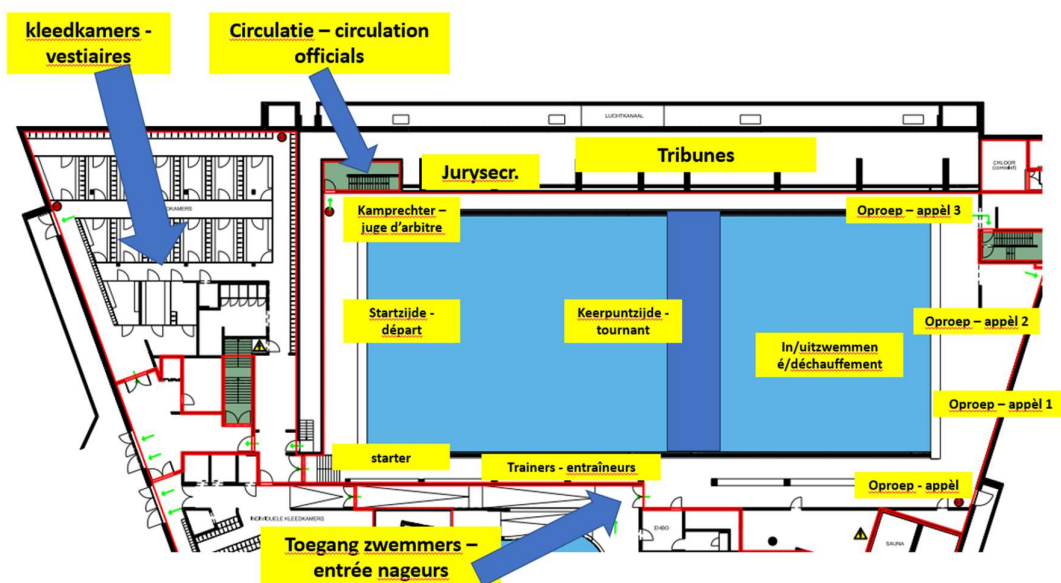 kleedkamers -
vestiaires
Circulatie – circulation
officials
LUCHTKANAAL
Tribunes
Jurysecr.
CHLOOR
Kamprechter –
juge d'arbitre
Oproep – appèl 3
KAMERS
Startzijde -
départ
Keerpuntzijde -
tournant
Oproep – appèl 2
In/uitzwemmen
é/déchauffement
Oproep – appèl 1
starter
Trainers - entraîneurs
Oproep - appèl
INDIVIDUELE KLEEDKAMERS
EHBO
SAUNA
Toegang zwemmers –
entrée nageurs